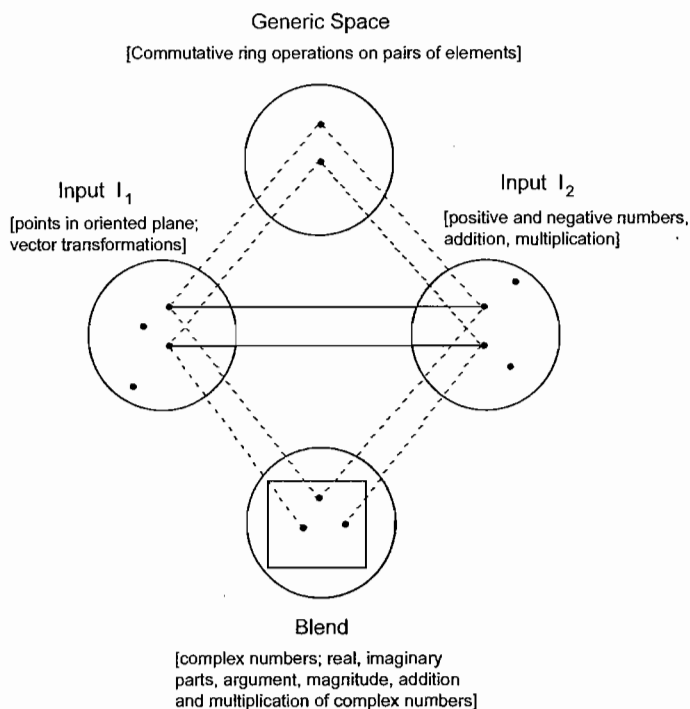 Generic Space
[Commutative ring operations on pairs of elements]
Input I₁
[points in oriented plane;
vector transformations]
Input I₂
[positive and negative numbers,
addition, multiplication]
Blend
[complex numbers; real, imaginary
parts, argument, magnitude, addition
and multiplication of complex numbers]